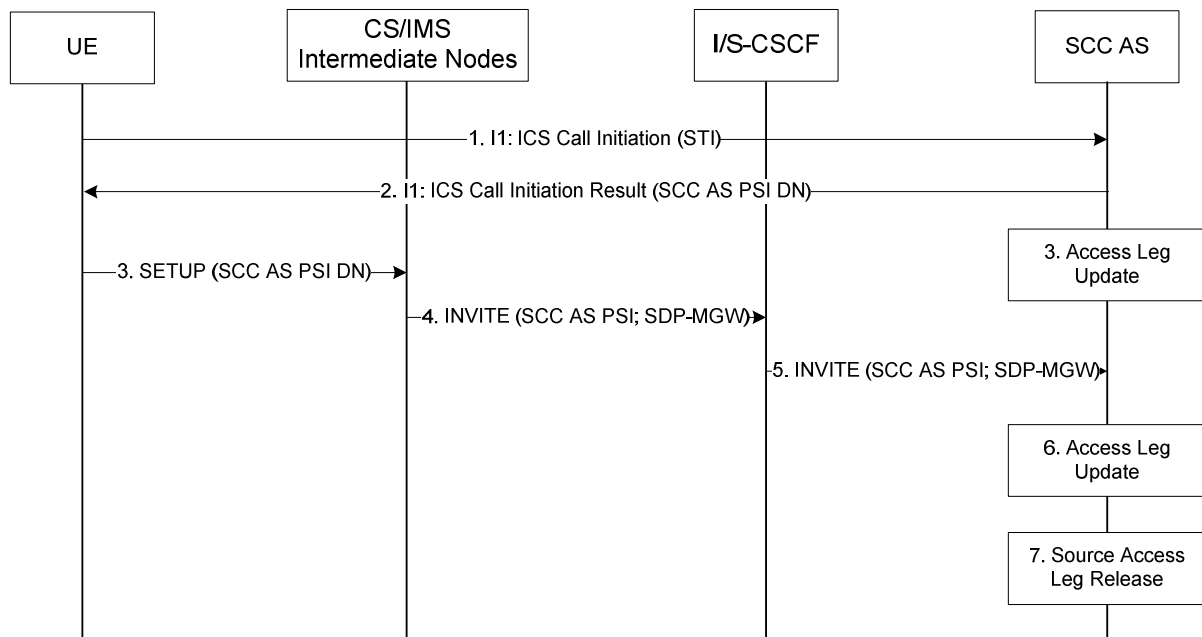 UE
CS/IMS
Intermediate Nodes
I/S-CSCF
SCC AS
1. I1: ICS Call Initiation (STI)
2. I1: ICS Call Initiation Result (SCC AS PSI DN)
3. Access Leg
Update
3. SETUP (SCC AS PSI DN)
4. INVITE (SCC AS PSI; SDP-MGW)
5. INVITE (SCC AS PSI; SDP-MGW)
6. Access Leg
Update
7. Source Access
Leg Release